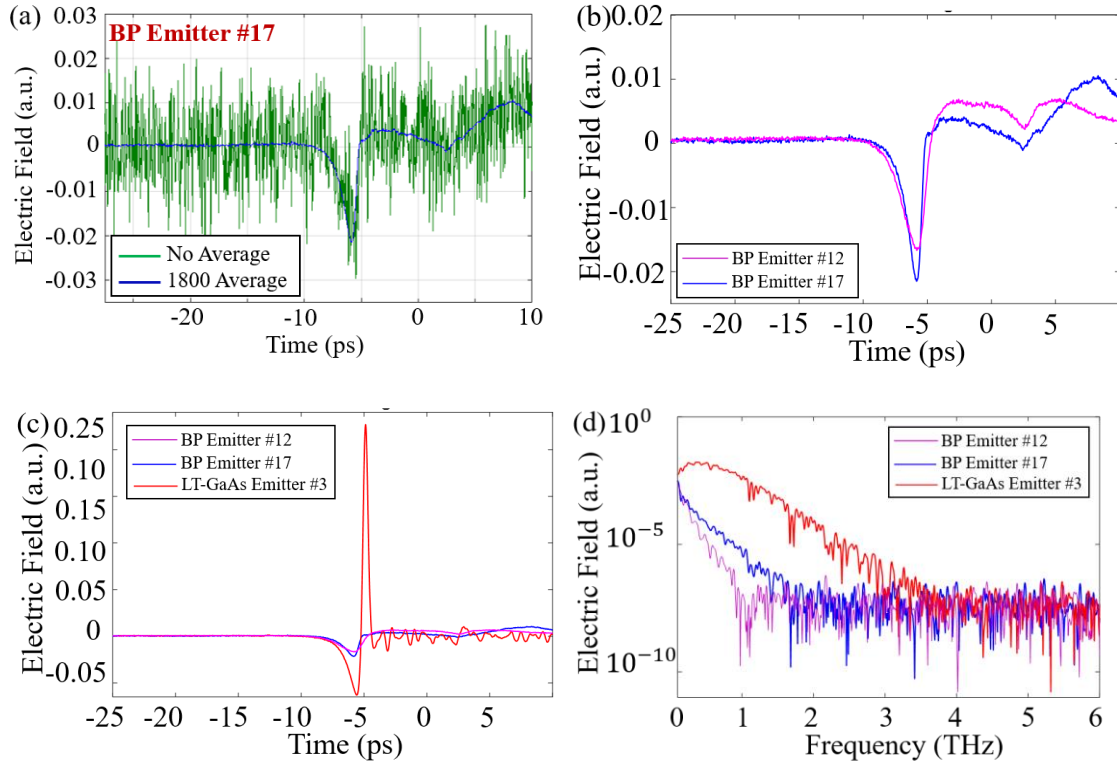 (a)
BP Emitter #17
Electric Field (a.u.)
0.03
0.02
0.01
0
-0.01
-0.02
-0.03
No Average
1800 Average
-20
-10
0
10
Time (ps)
(b)
Electric Field (a.u.)
0.02
0.01
0
-0.01
-0.02
BP Emitter #12
BP Emitter #17
-25
-20
-15
-10
-5
0
5
Time (ps)
(c)
Electric Field (a.u.)
0.25
0.20
0.15
0.10
0.05
0
-0.05
BP Emitter #12
BP Emitter #17
LT-GaAs Emitter #3
-25
-20
-15
-10
-5
0
5
Time (ps)
(d)
Electric Field (a.u.)
10⁰
10⁻⁵
10⁻¹⁰
BP Emitter #12
BP Emitter #17
LT-GaAs Emitter #3
0
1
2
3
4
5
6
Frequency (THz)